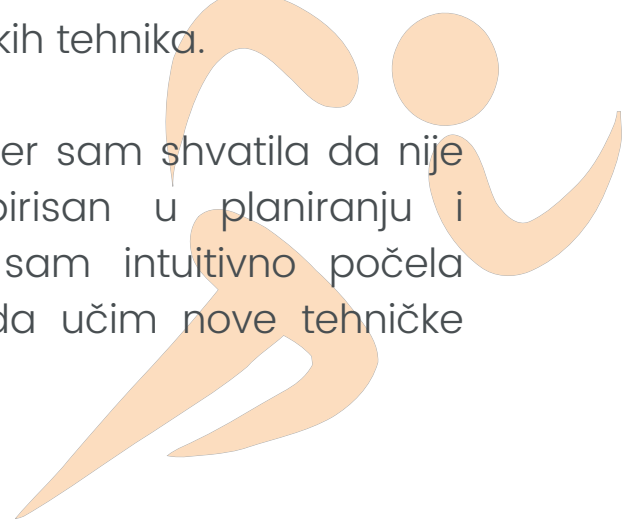 kih tehnika.
er sam shvatila da nije
pirisan u planiranju i
sam intuitivno počela
da učim nove tehničke